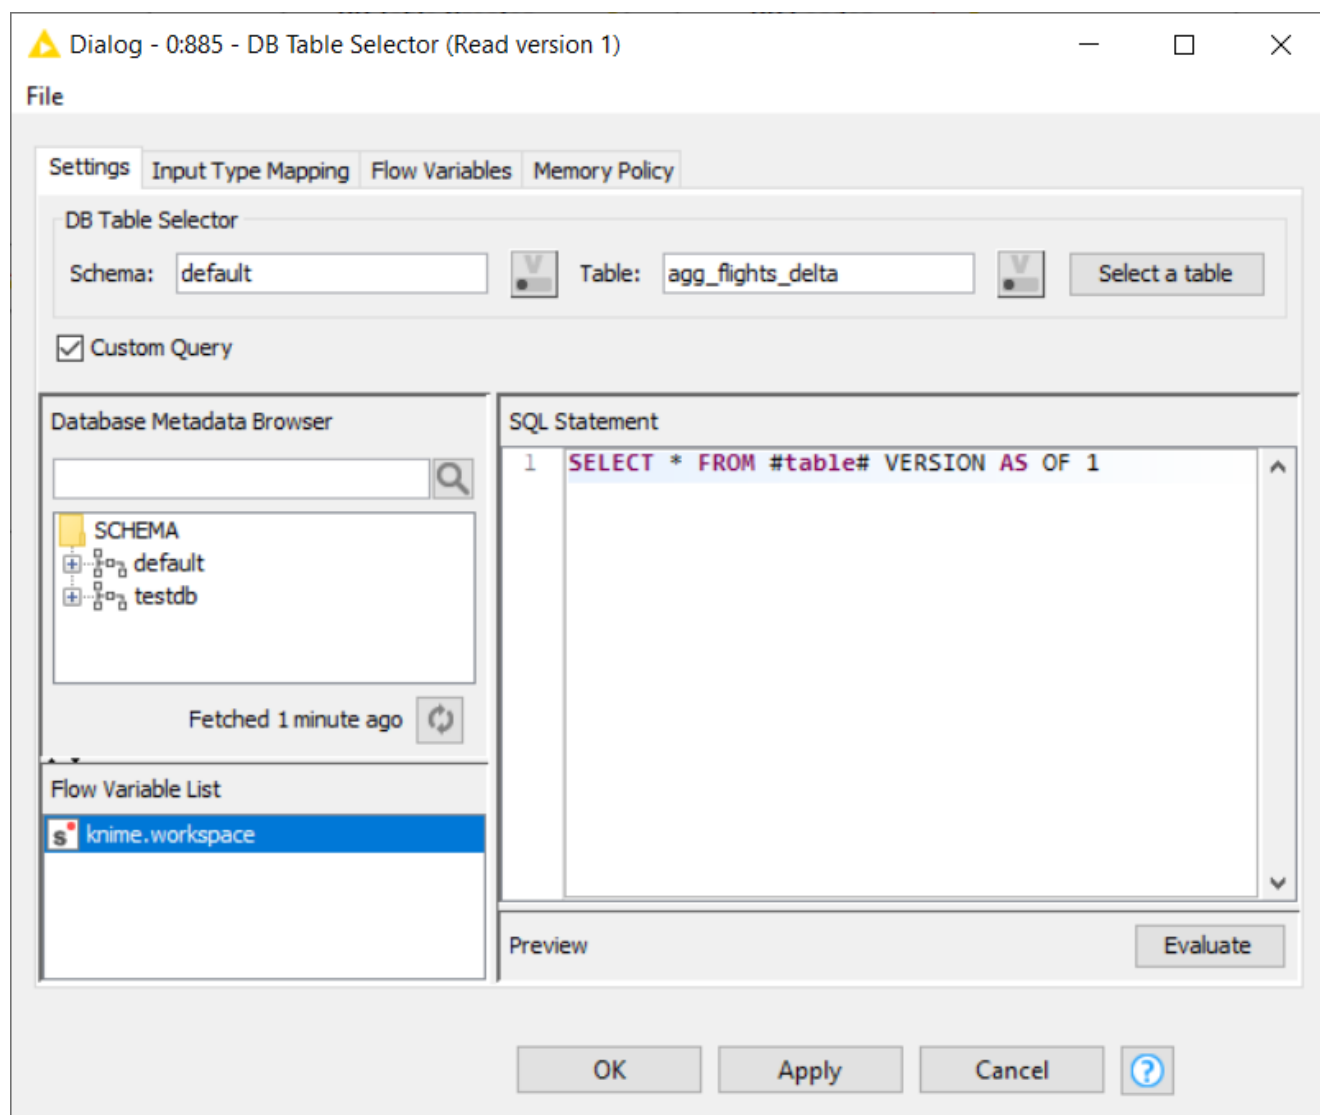 Dialog - 0:885 - DB Table Selector (Read version 1)
File
Settings Input Type Mapping Flow Variables Memory Policy
DB Table Selector
Schema: default V Table: agg_flights_delta V Select a table
Custom Query
Database Metadata Browser
SQL Statement
1 SELECT * FROM #table# VERSION AS OF 1
SCHEMA
default
testdb
Fetched 1 minute ago
Flow Variable List
s knime.workspace
Preview Evaluate
OK Apply Cancel ?